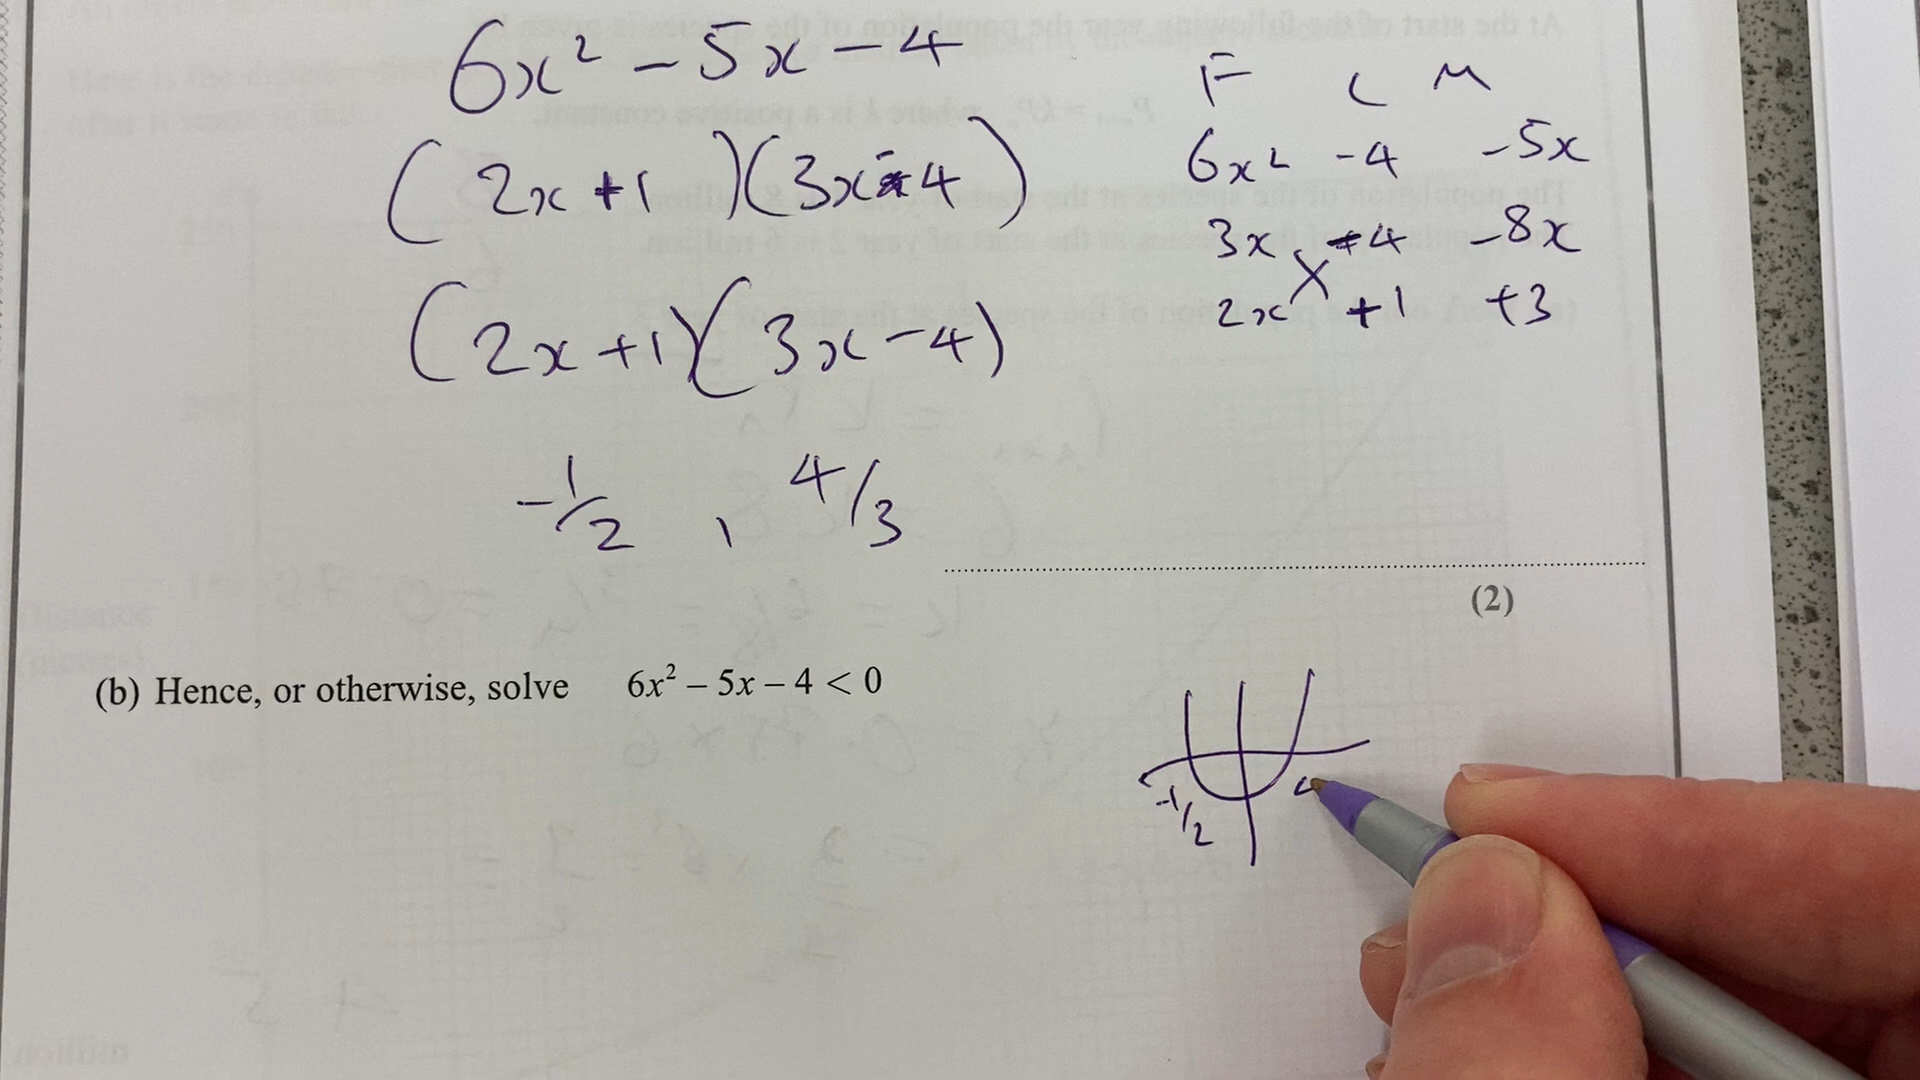 6x² - 5x - 4
(2x + 1)(3x - 4)
(2x + 1)(3x - 4)
-1/2 , 4/3
F L M
6x² -4 -5x
3x -4 -8x
2x +1 +3
(2)
(b) Hence, or otherwise, solve 6x² – 5x – 4 < 0
-1/2